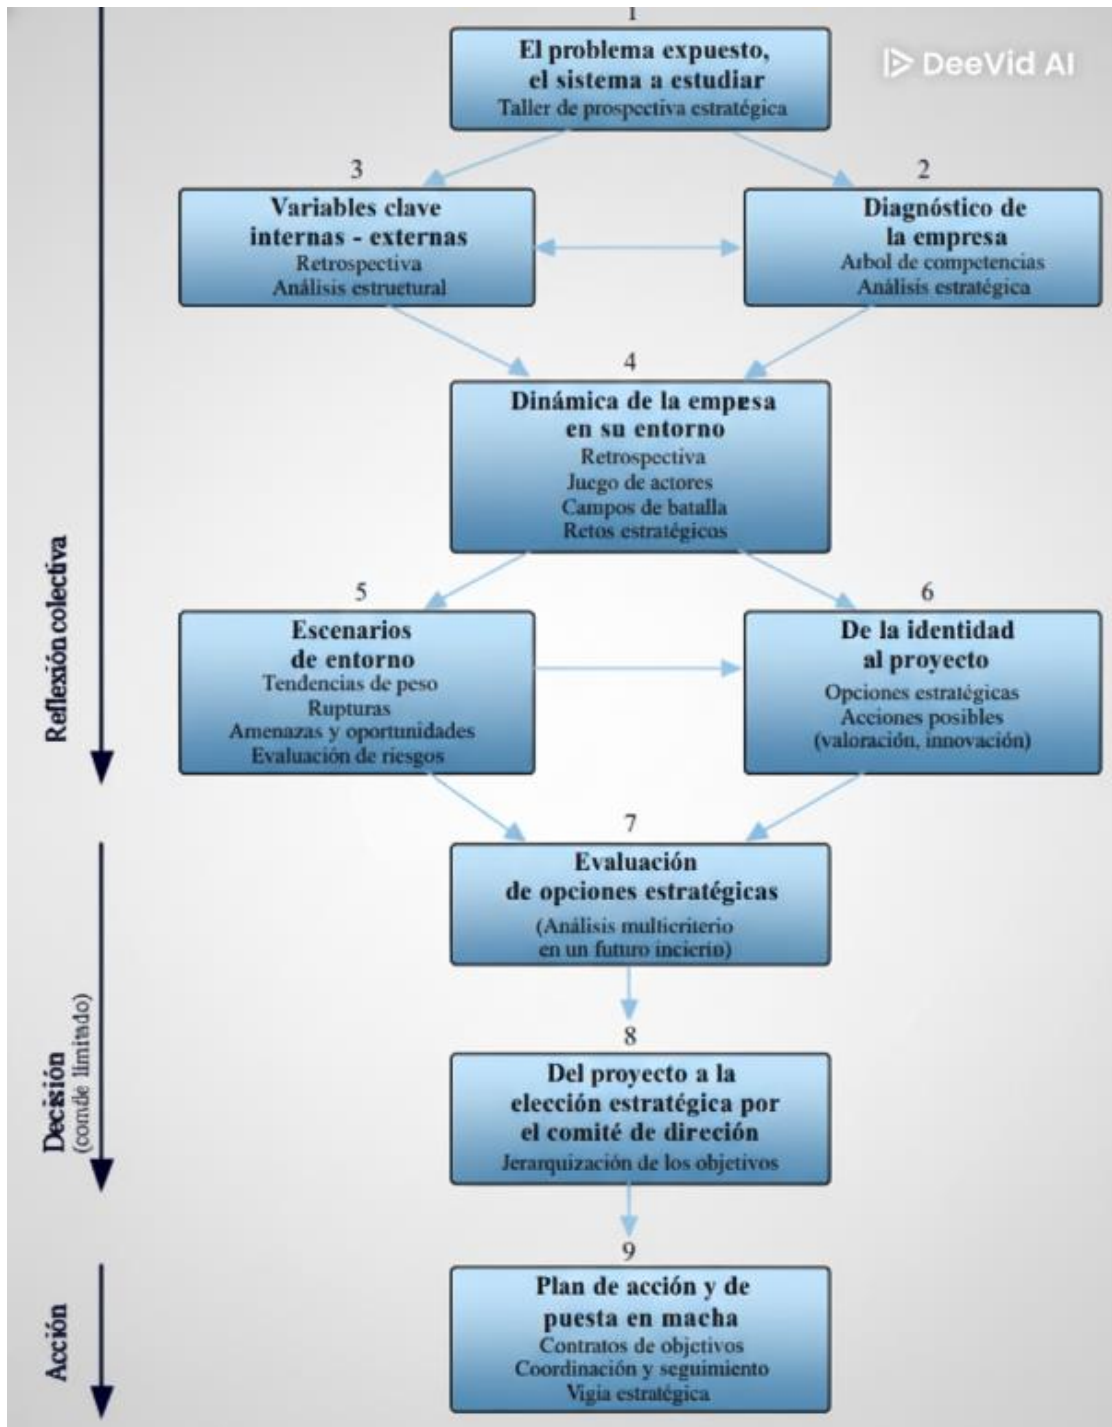 1
El problema expuesto,
el sistema a estudiar
Taller de prospectiva estratégica
DeeVid AI
3
Variables clave
internas - externas
Retrospectiva
Análisis estructural
2
Diagnóstico de
la empresa
Arbol de competencias
Análisis estratégica
4
Dinámica de la empresa
en su entorno
Retrospectiva
Juego de actores
Campos de batalla
Retos estratégicos
Reflexión colectiva
5
Escenarios
de entorno
Tendencias de peso
Rupturas
Amenazas y oportunidades
Evaluación de riesgos
6
De la identidad
al proyecto
Opciones estratégicas
Acciones posibles
(valoración, innovación)
7
Evaluación
de opciones estratégicas
(Análisis multicriterio
en un futuro incierio)
Decisión
limitado)
8
Del proyecto a la
elección estratégica por
el comité de direción
Jerarquización de los objetivos
Acción
9
Plan de acción y de
puesta en macha
Contratos de objetivos
Coordinación y seguimiento
Vigia estratégica